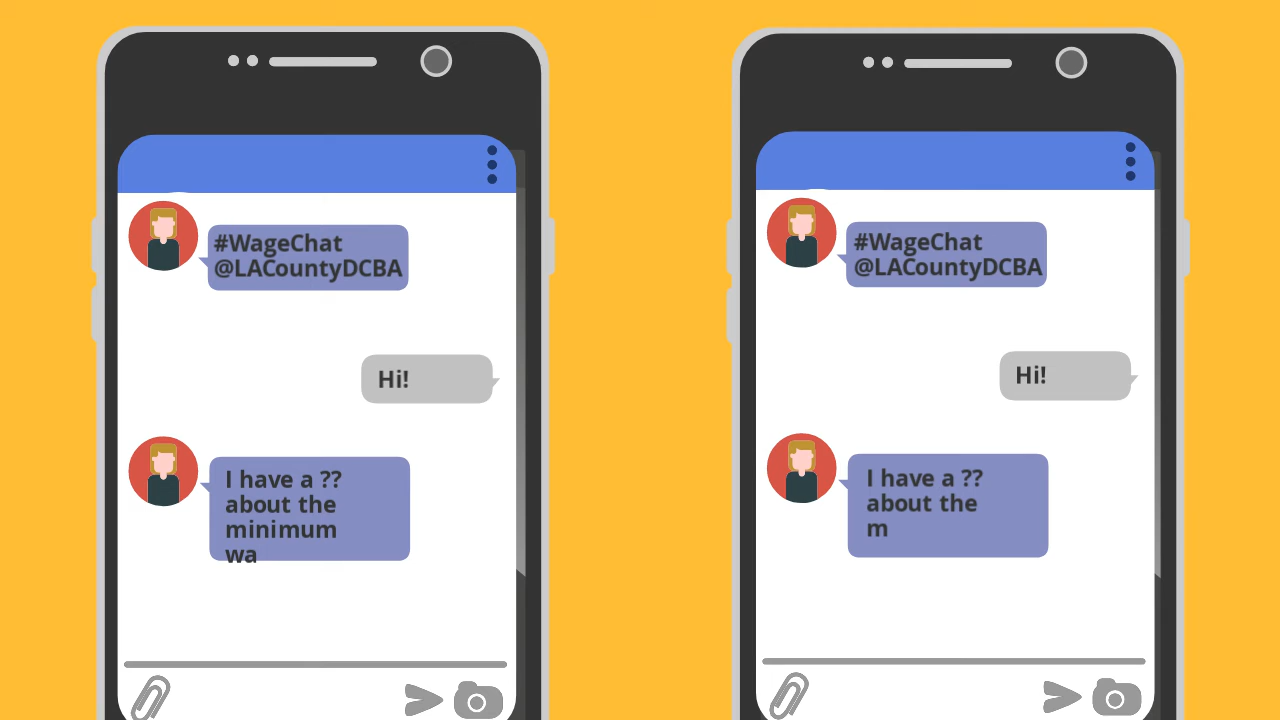 #WageChat
@LACountyDCBA
Hi!
I have a ??
about the
minimum
wa
#WageChat
@LACountyDCBA
Hi!
I have a ??
about the
m